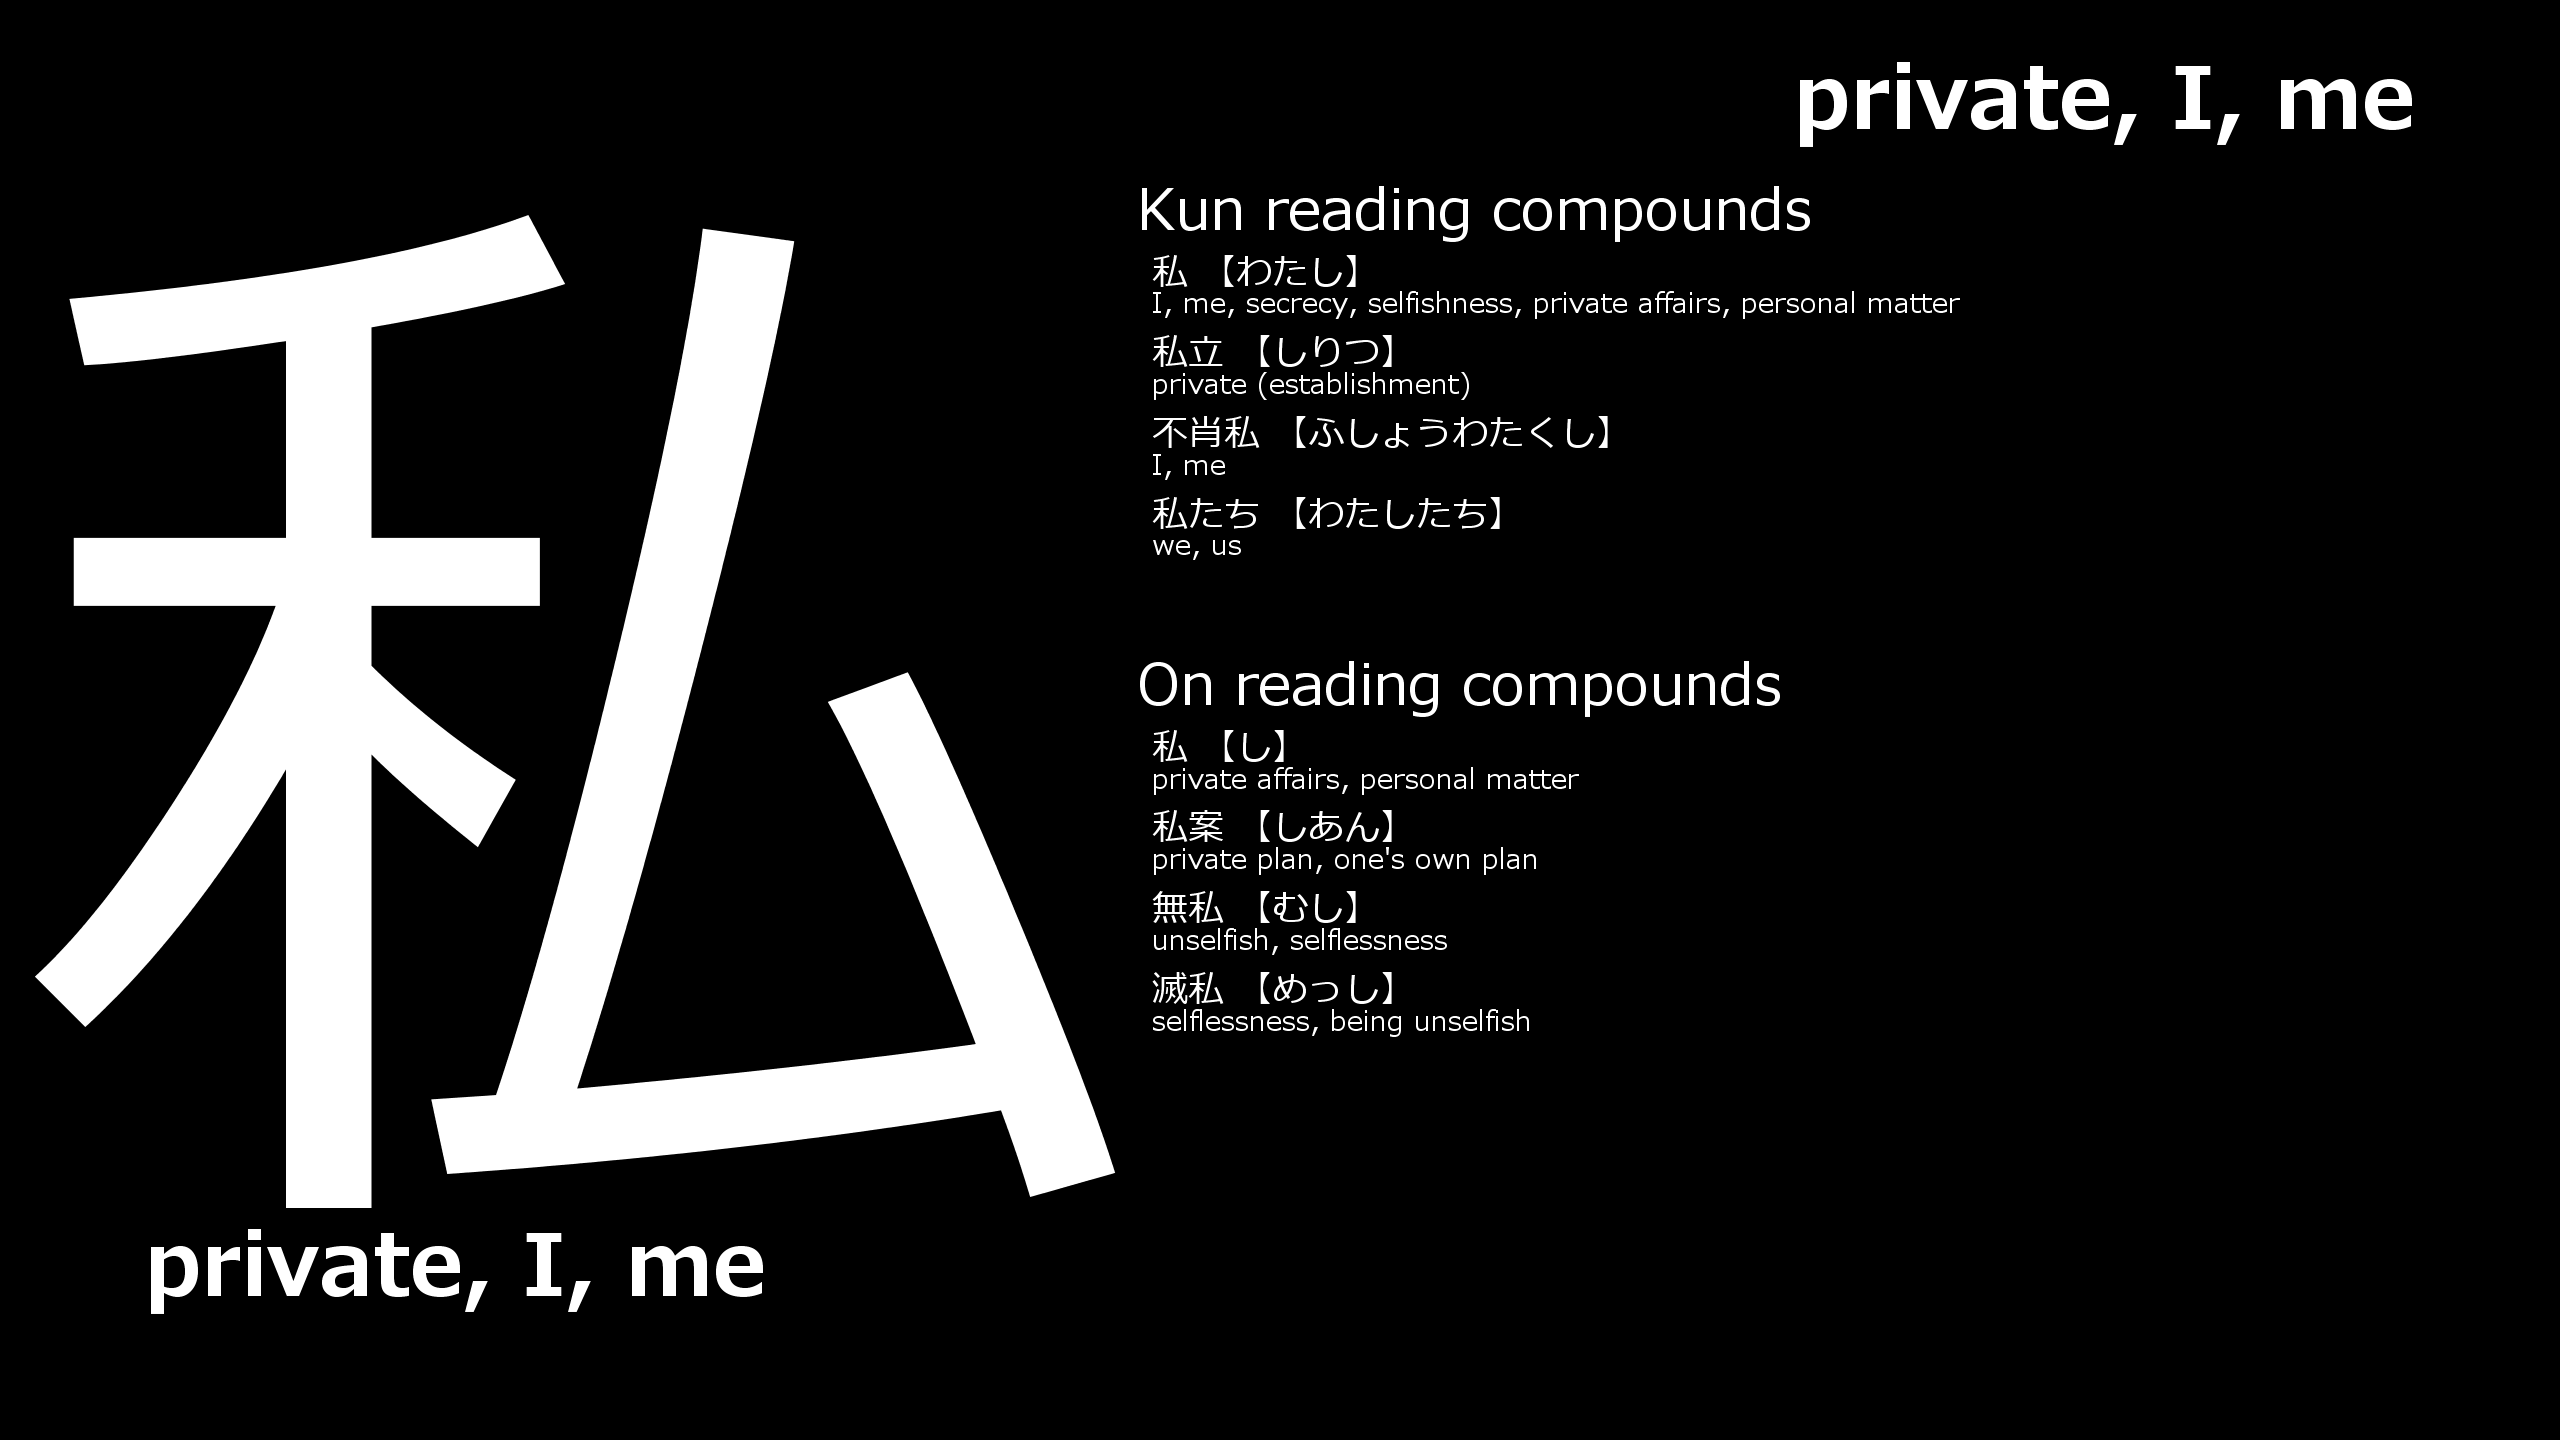 private, I, me
私
Kun reading compounds
私 【わたし】
I, me, secrecy, selfishness, private affairs, personal matter
私立 【しりつ】
private (establishment)
不肖私 【ふしょうわたくし】
I, me
私たち 【わたしたち】
we, us
On reading compounds
私 【し】
private affairs, personal matter
私案 【しあん】
private plan, one's own plan
無私 【むし】
unselfish, selflessness
滅私 【めっし】
selflessness, being unselfish
private, I, me